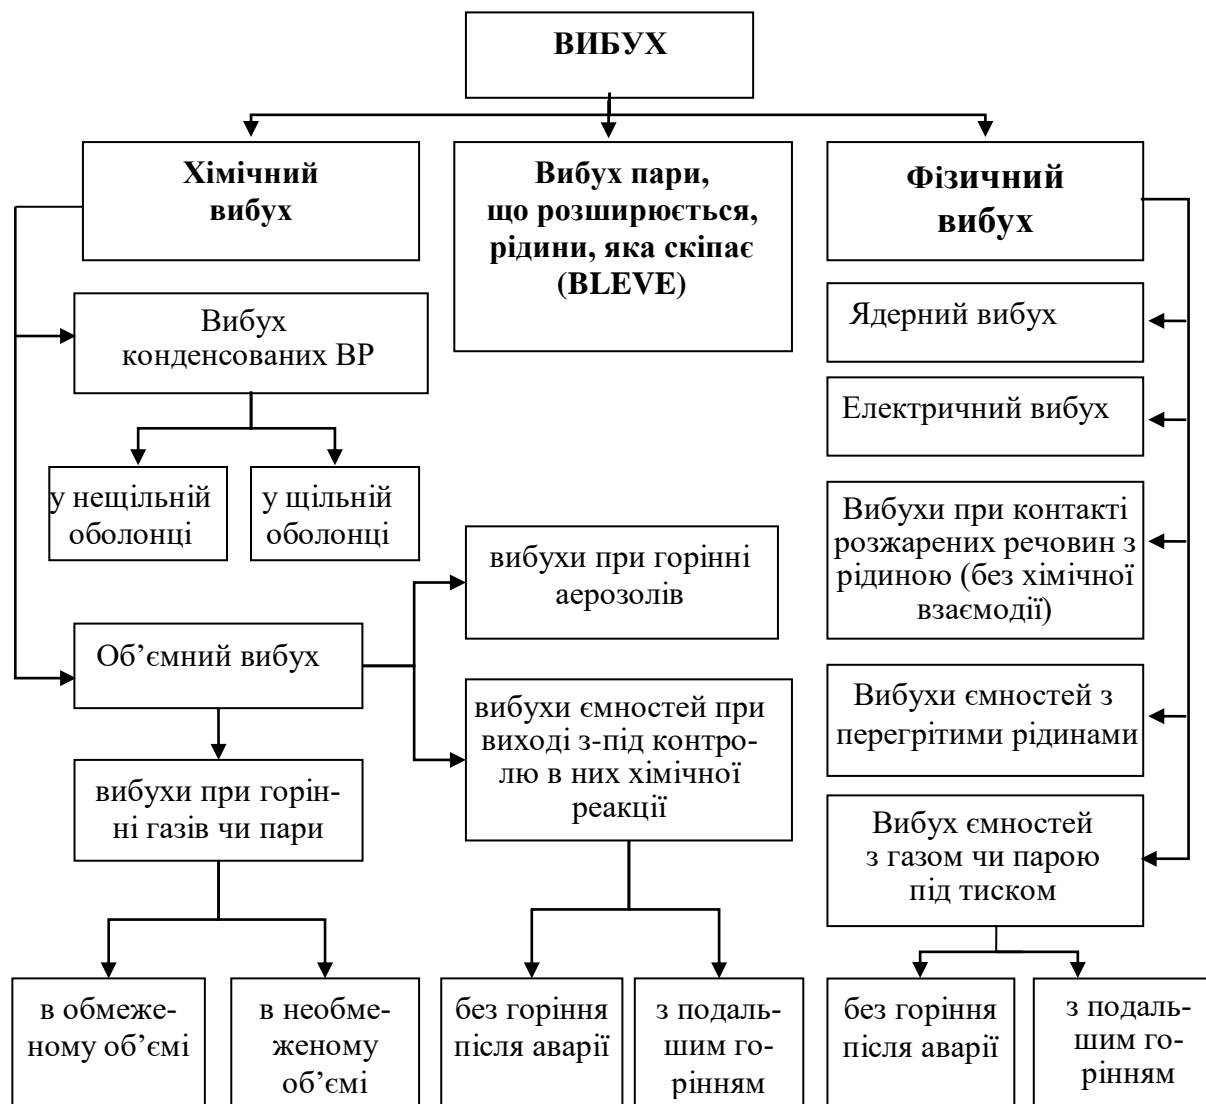 ВИБУХ
Хімічний
вибух
Вибух пари,
що розширюється,
рідини, яка скіпає
(BLEVE)
Фізичний
вибух
Вибух
конденсованих ВР
у нещільній
оболонці
у щільній
оболонці
Об’ємний вибух
вибухи при горінні
аерозолів
вибухи ємностей при
виході з-під контро-
лю в них хімічної
реакції
вибухи при горін-
ні газів чи пари
в обмеже-
ному об’ємі
в необме-
женому
об’ємі
без горіння
після аварії
з подаль-
шим го-
рінням
Ядерний вибух
Електричний вибух
Вибухи при контакті
розжарених речовин з
рідиною (без хімічної
взаємодії)
Вибухи ємностей з
перегрітими рідинами
Вибух ємностей
з газом чи парою
під тиском
без горіння
після аварії
з подаль-
шим го-
рінням